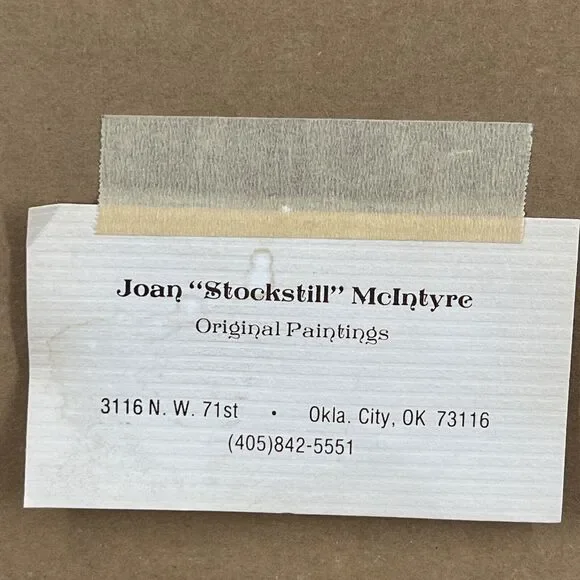 Joan "Stockstill" McIntyre
Original Paintings
3116 N. W. 71st • Okla. City, OK 73116
(405)842-5551